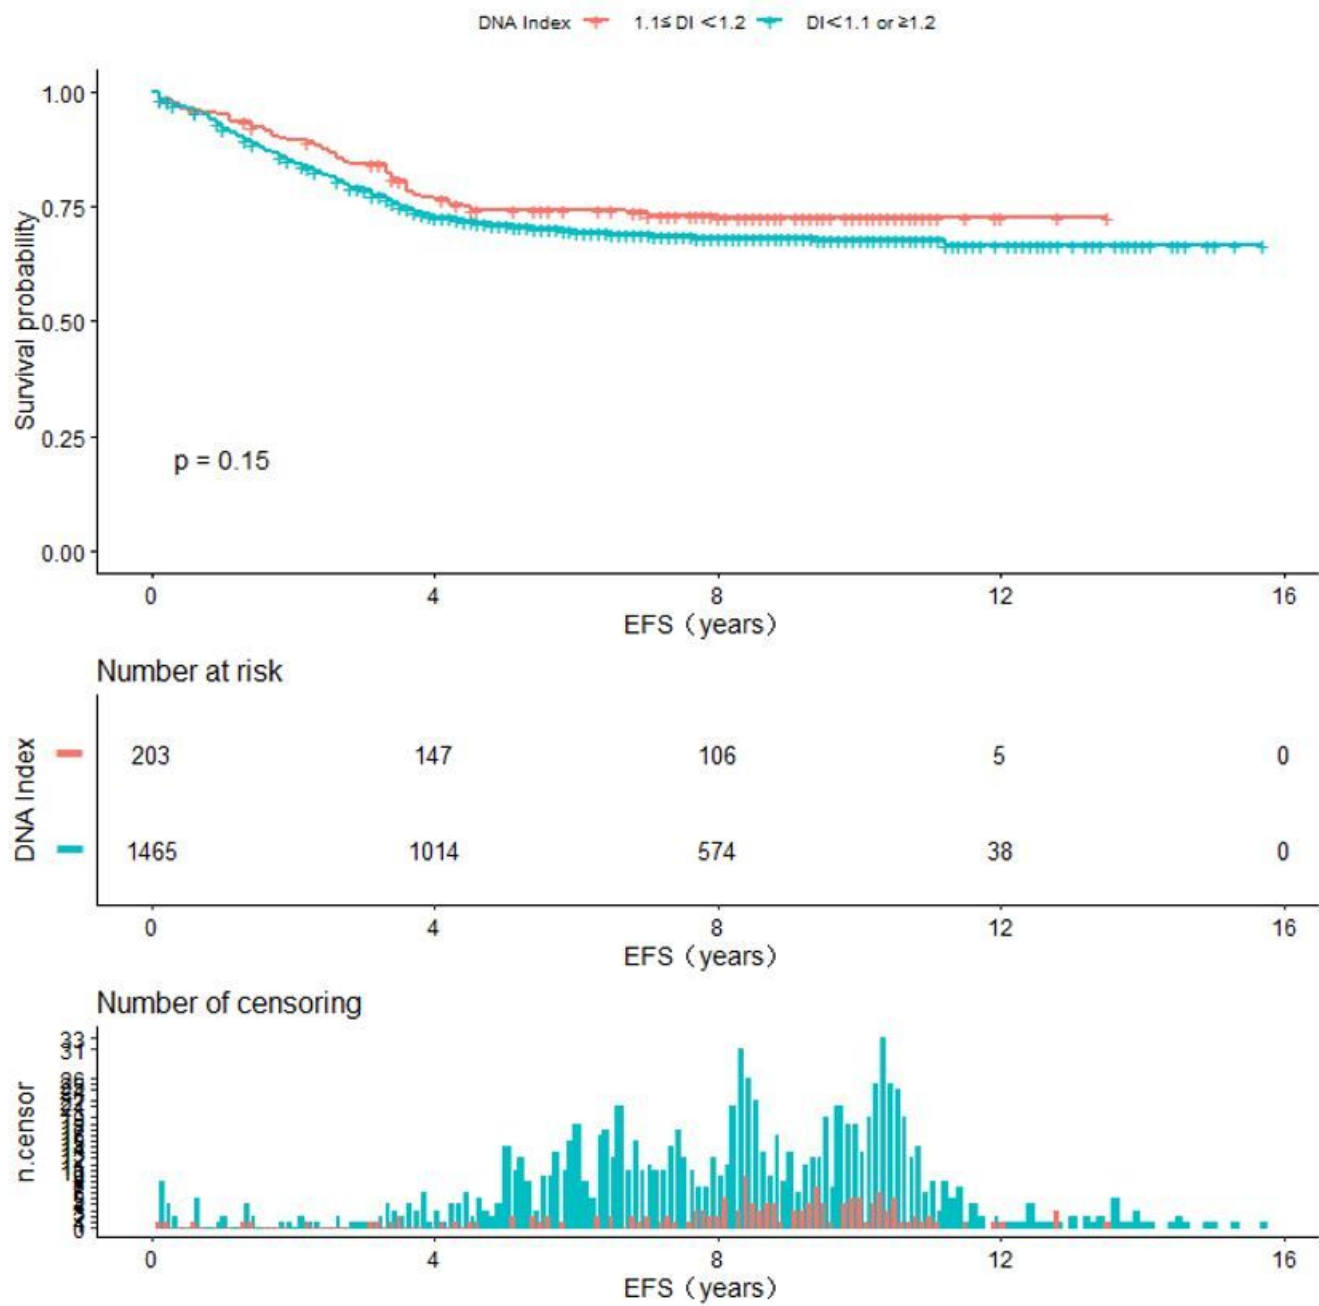 DNA Index 1.1≤ DI <1.2 DI<1.1 or ≥1.2
1.00
0.75
0.50
0.25
0.00
Survival probability
p = 0.15
0 4 8 12 16
EFS（years）
Number at risk
DNA Index
203 147 106 5 0
1465 1014 574 38 0
0 4 8 12 16
EFS（years）
Number of censoring
n.censor
33
31
26
0
0 4 8 12 16
EFS（years）